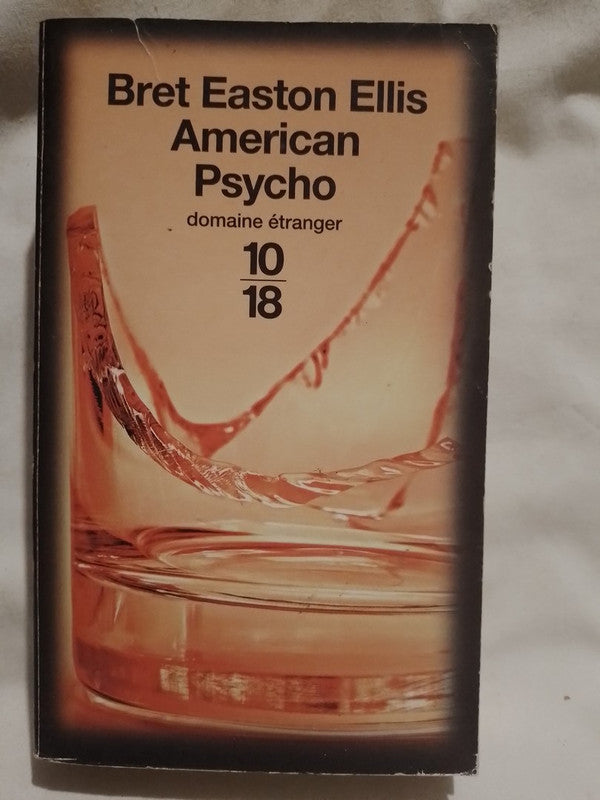 Bret Easton Ellis
American
Psycho
domaine étranger
10
18